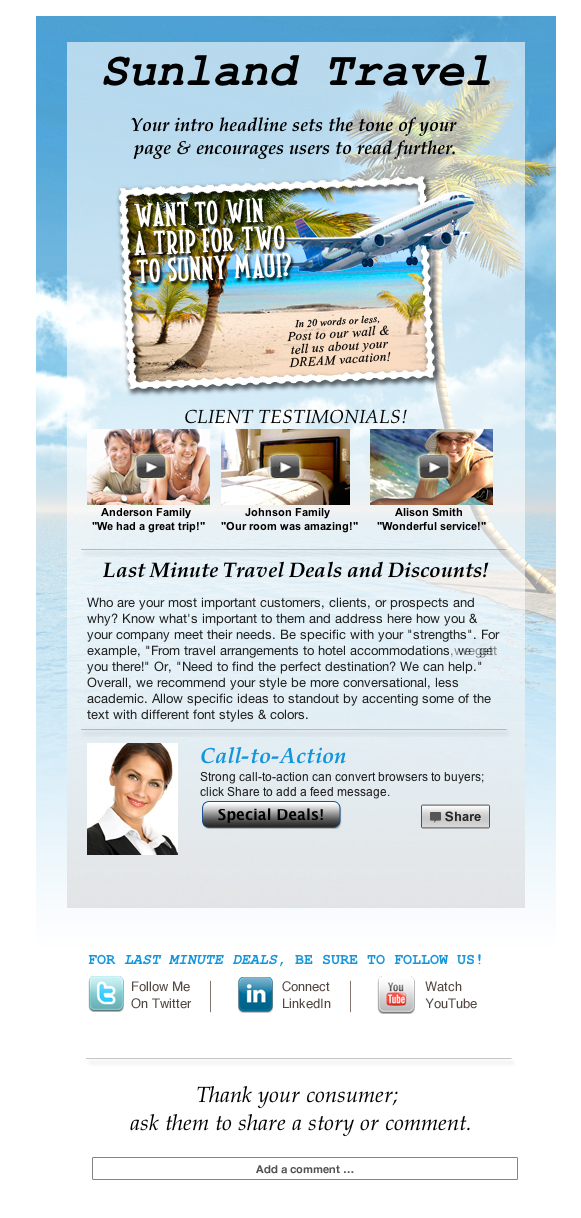 Sunland Travel
Your intro headline sets the tone of your
page & encourages users to read further.
WANT TO WIN
A TRIP FOR TWO
TO SUNNY MAUI?
In 20 words or less,
Post to our wall &
tell us about your
DREAM vacation!
CLIENT TESTIMONIALS!
Anderson Family
"We had a great trip!"
Johnson Family
"Our room was amazing!"
Alison Smith
"Wonderful service!"
Last Minute Travel Deals and Discounts!
Who are your most important customers, clients, or prospects and
why? Know what's important to them and address here how you &
your company meet their needs. Be specific with your "strengths". For
example, "From travel arrangements to hotel accommodations, we get
you there!" Or, "Need to find the perfect destination? We can help."
Overall, we recommend your style be more conversational, less
academic. Allow specific ideas to standout by accenting some of the
text with different font styles & colors.
Call-to-Action
Strong call-to-action can convert browsers to buyers;
click Share to add a feed message.
Special Deals!
Share
FOR LAST MINUTE DEALS, BE SURE TO FOLLOW US!
Follow Me
On Twitter
in
Connect
LinkedIn
You
Tube
Watch
YouTube
Thank your consumer;
ask them to share a story or comment.
Add a comment ...